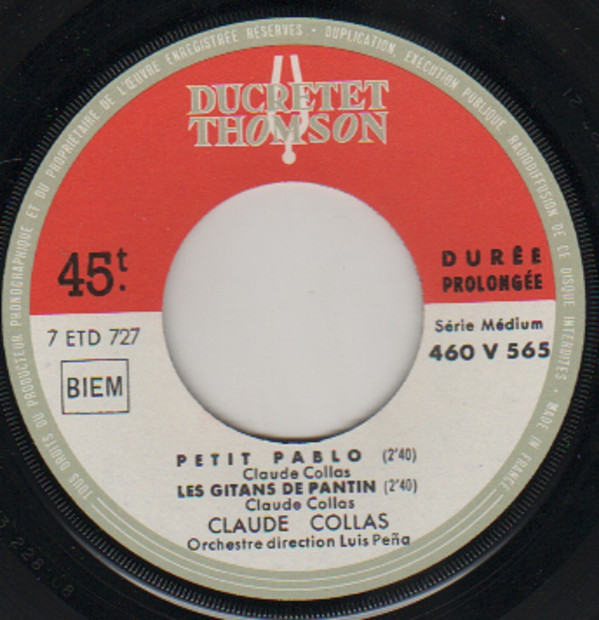 TOUS DROITS DU PRODUCTEUR PHONOGRAPHIQUE ET DU PROPRIÉTAIRE DE L'ŒUVRE ENREGISTRÉE RÉSERVÉS · DUPLICATION, EXÉCUTION PUBLIQUE, RADIODIFFUSION DE CE DISQUE INTERDITES · MADE IN FRANCE
DUCRETET
THOMSON
45t.
DURÉE
PROLONGÉE
7 ETD 727
BIEM
Série Médium
460 V 565
PETIT PABLO (2'40)
Claude Collas
LES GITANS DE PANTIN (2'40)
Claude Collas
CLAUDE COLLAS
Orchestre direction Luis Peña